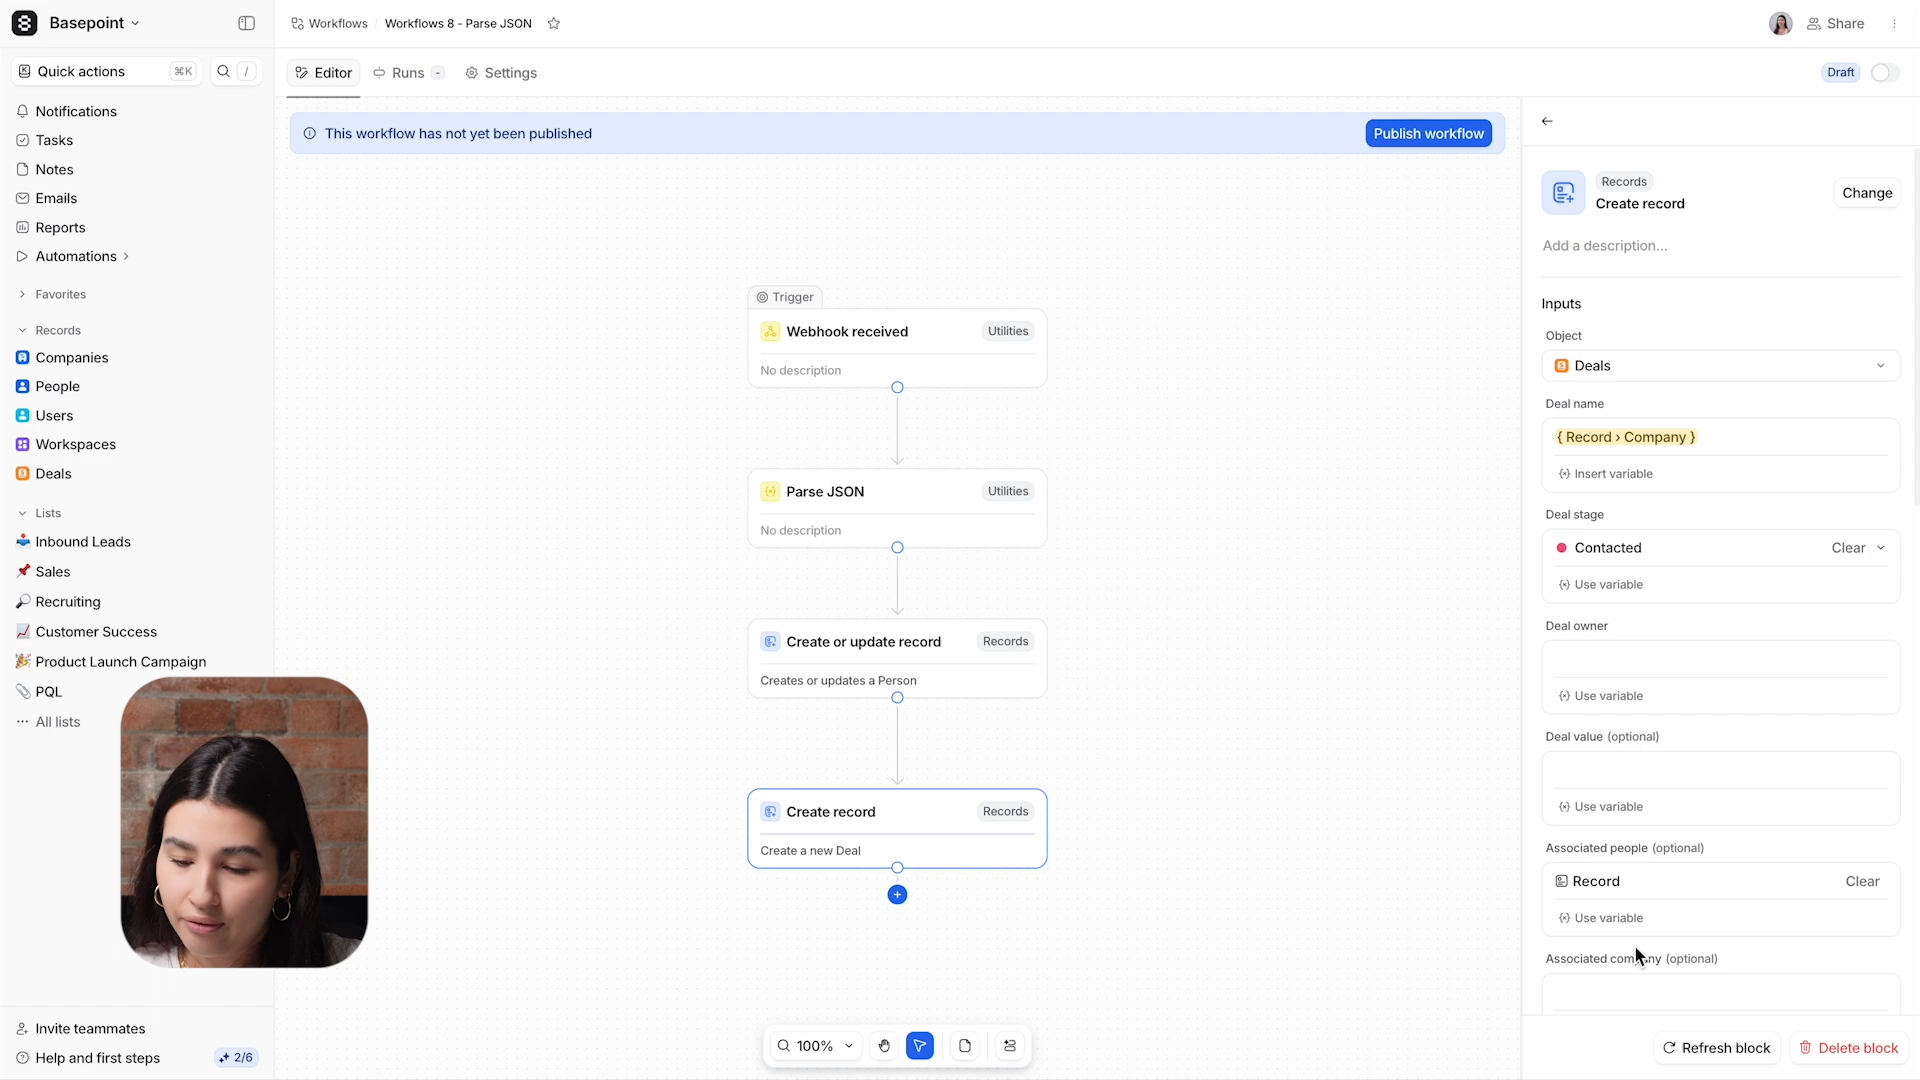 Basepoint
Workflows / Workflows 8 - Parse JSON
Share
Quick actions ⌘K /
Editor
Runs -
Settings
Draft
Notifications
Tasks
Notes
Emails
Reports
Automations
Favorites
Records
Companies
People
Users
Workspaces
Deals
Lists
Inbound Leads
Sales
Recruiting
Customer Success
Product Launch Campaign
PQL
All lists
Invite teammates
Help and first steps 2/6
This workflow has not yet been published
Publish workflow
Trigger
Webhook received Utilities
No description
Parse JSON Utilities
No description
Create or update record Records
Creates or updates a Person
Create record Records
Create a new Deal
100%
Records
Create record
Change
Add a description...
Inputs
Object
Deals
Deal name
{ Record › Company }
Insert variable
Deal stage
Contacted Clear
Use variable
Deal owner
Use variable
Deal value (optional)
Use variable
Associated people (optional)
Record Clear
Use variable
Associated company (optional)
Refresh block
Delete block